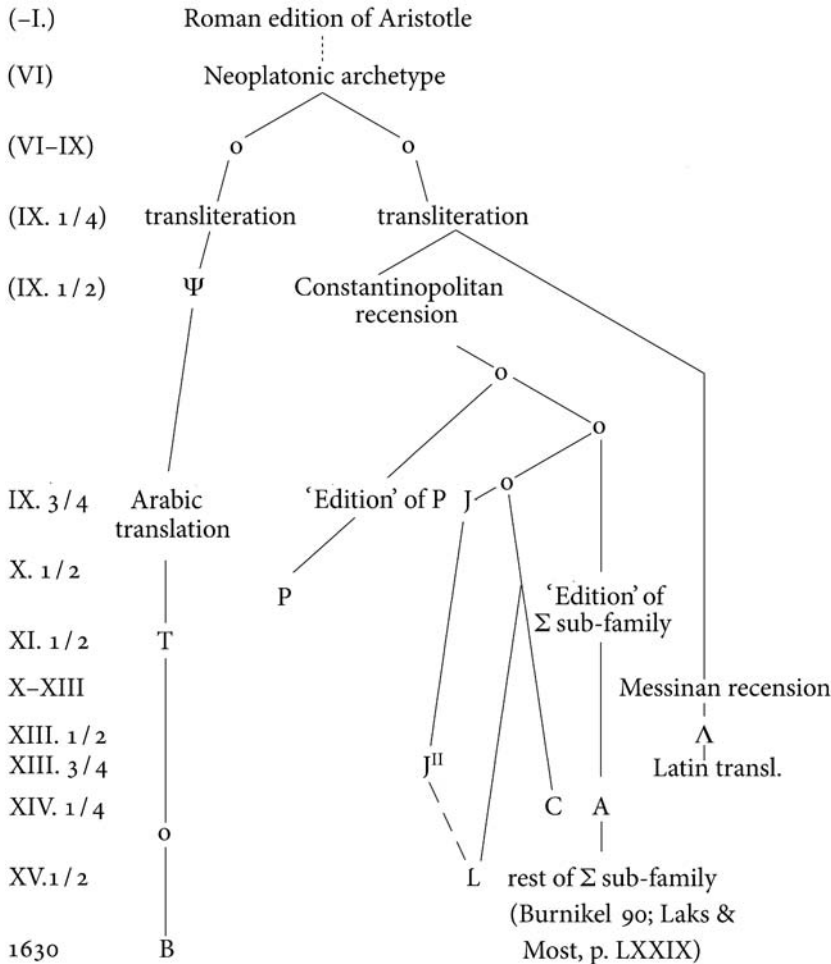 (–I.) Roman edition of Aristotle
(VI) Neoplatonic archetype
(VI–IX) o o
(IX. 1/4) transliteration transliteration
(IX. 1/2) Ψ Constantinopolitan
recension
o
o
o
IX. 3/4 Arabic ‘Edition’ of P J
translation
X. 1/2 P ‘Edition’ of
Σ sub-family
XI. 1/2 T
X–XIII Messinan recension
XIII. 1/2 Λ
XIII. 3/4 Jᴵᴵ Latin transl.
XIV. 1/4 C A
o
XV.1/2 L rest of Σ sub-family
(Burnikel 90; Laks &
1630 B Most, p. LXXIX)